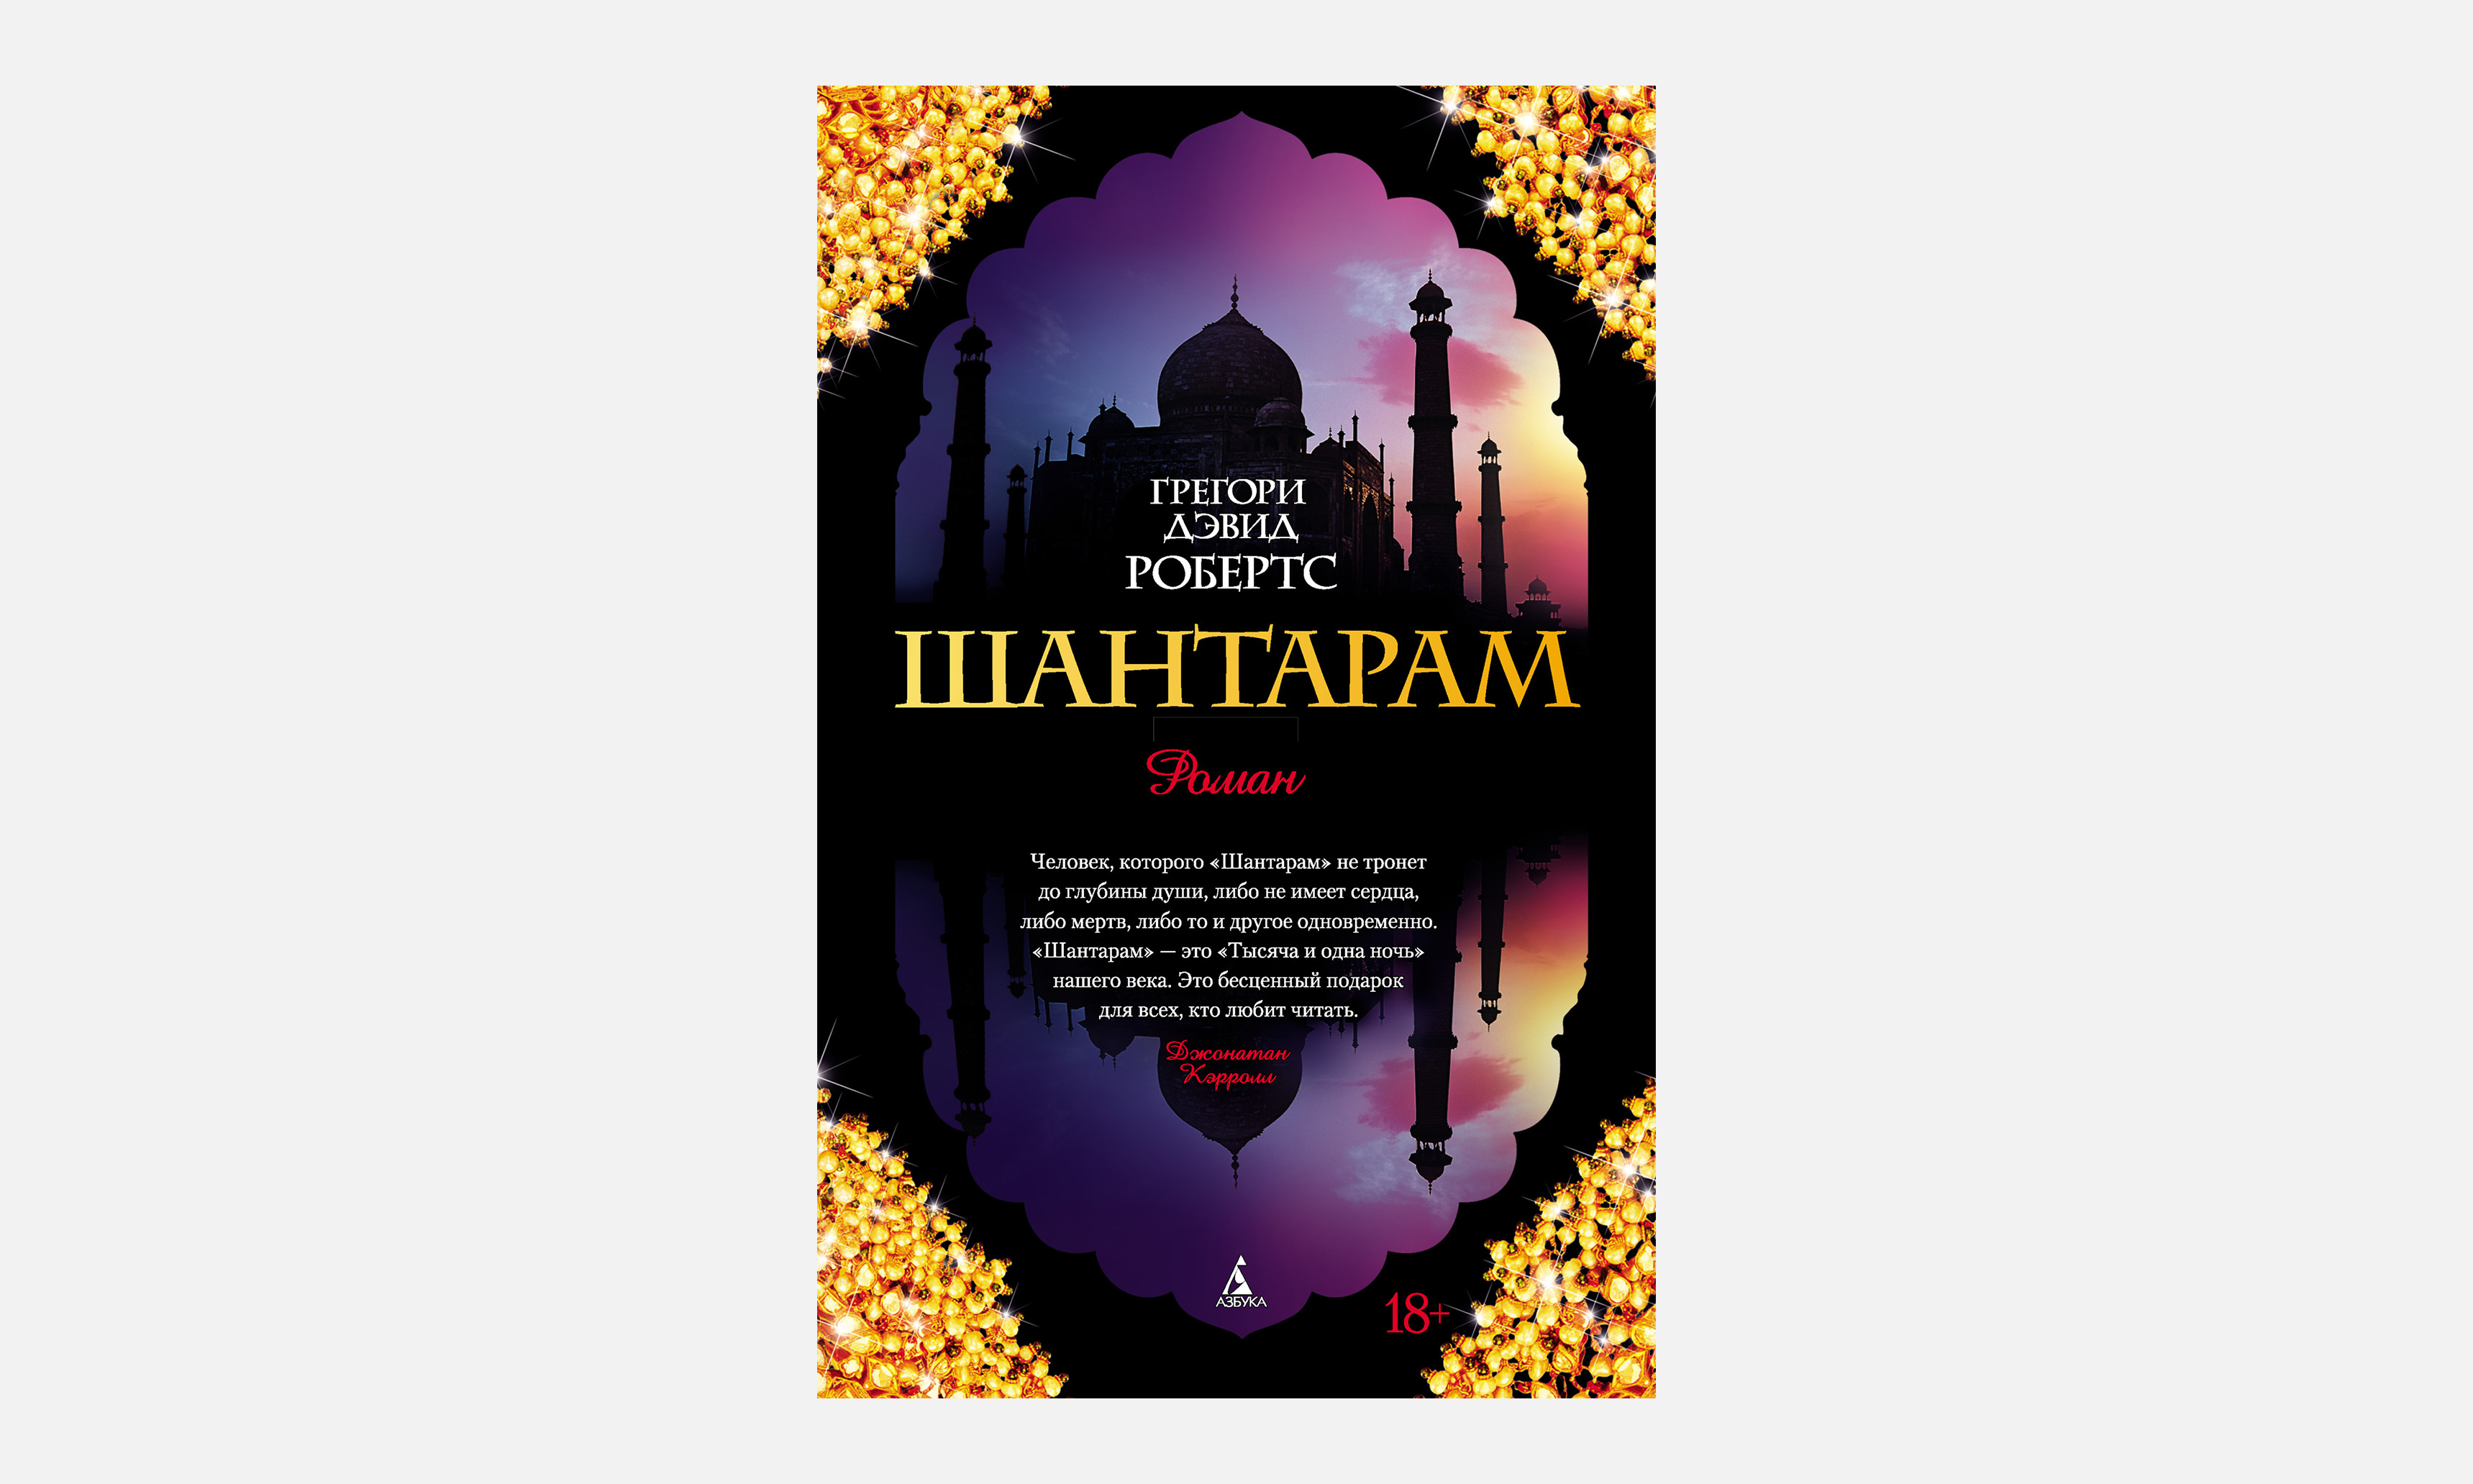 ГРЕГОРИ
ДЭВИД
РОБЕРТС
ШАНТАРАМ
Роман
Человек, которого «Шантарам» не тронет
до глубины души, либо не имеет сердца,
либо мертв, либо то и другое одновременно.
«Шантарам» — это «Тысяча и одна ночь»
нашего века. Это бесценный подарок
для всех, кто любит читать.
Джонатан
Кэрролл
АЗБУКА
18+